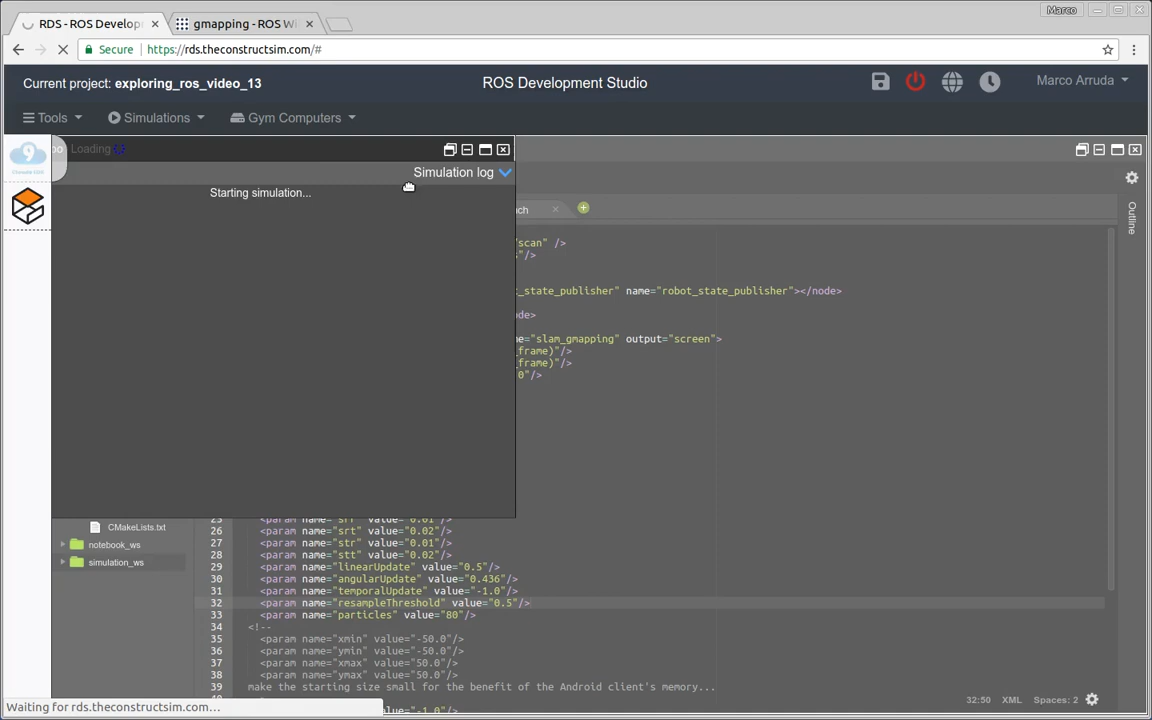 Marco
RDS - ROS Develop
gmapping - ROS W
Secure
https://rds.theconstructsim.com/#
Current project: exploring_ros_video_13
ROS Development Studio
Marco Arruda
Tools
Simulations
Gym Computers
Loading
Simulation log
Starting simulation...
Outline
"scan" />
s"/>
t_state_publisher" name="robot_state_publisher"></node>
ode>
me="slam_gmapping" output="screen">
_frame)"/>
_frame)"/>
0"/>
CMakeLists.txt
notebook_ws
simulation_ws
25 <param name="srr" value="0.01"/>
26 <param name="srt" value="0.02"/>
27 <param name="str" value="0.01"/>
28 <param name="stt" value="0.02"/>
29 <param name="linearUpdate" value="0.5"/>
30 <param name="angularUpdate" value="0.436"/>
31 <param name="temporalUpdate" value="-1.0"/>
32 <param name="resampleThreshold" value="0.5"/>
33 <param name="particles" value="80"/>
34 <!--
35 <param name="xmin" value="-50.0"/>
36 <param name="ymin" value="-50.0"/>
37 <param name="xmax" value="50.0"/>
38 <param name="ymax" value="50.0"/>
39 make the starting size small for the benefit of the Android client's memory...
lue="-1.0"/>
32:50 XML Spaces: 2
Waiting for rds.theconstructsim.com...